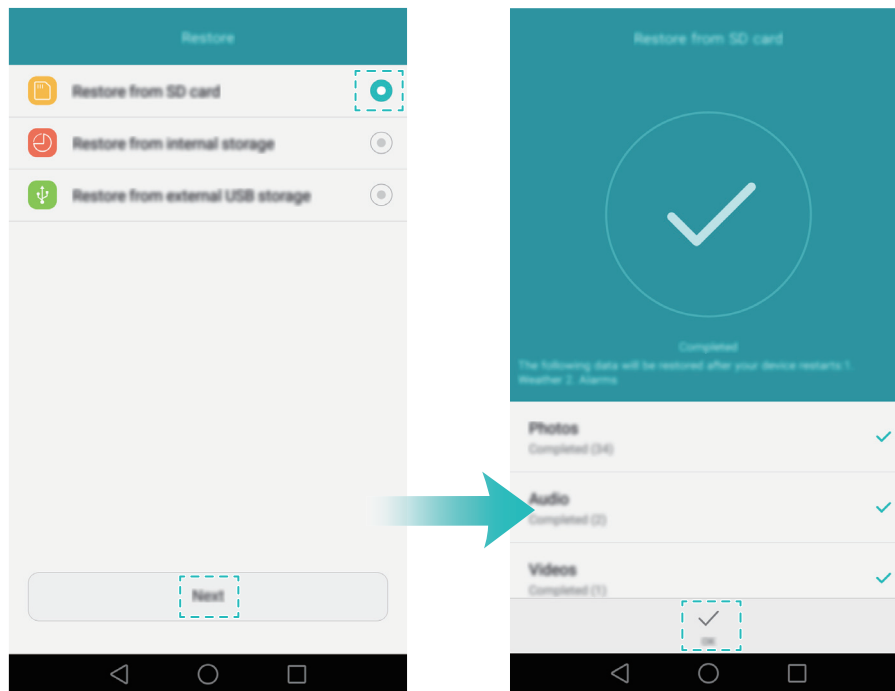 Restore
Restore from SD card
Restore from internal storage
Restore from external USB storage
Next
Restore from SD card
Completed
The following data will be restored after your device restarts:1.
Weather 2. Alarms
Photos
Completed (34)
Audio
Completed (2)
Videos
Completed (1)
OK